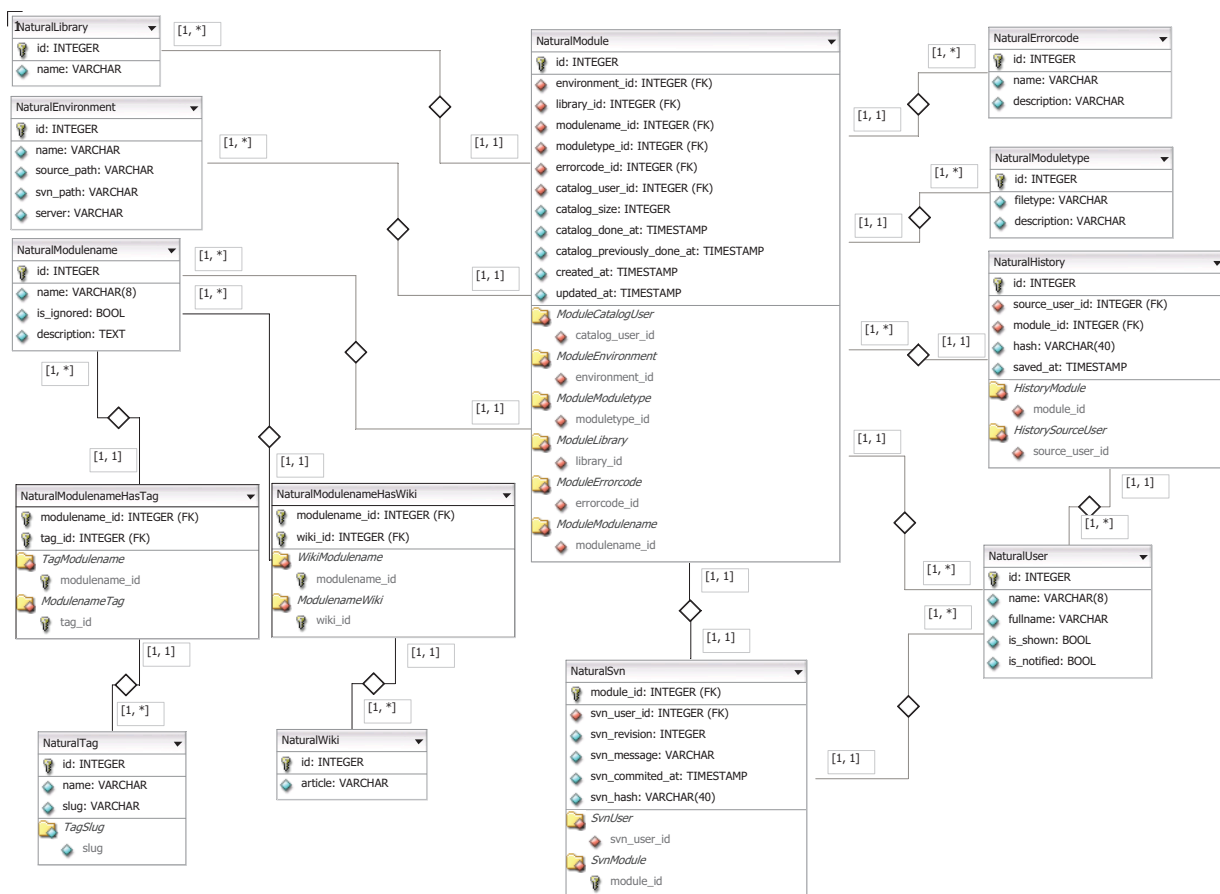 1
NaturalLibrary
id: INTEGER
name: VARCHAR
[1, *]
[1, 1]
NaturalEnvironment
id: INTEGER
name: VARCHAR
source_path: VARCHAR
svn_path: VARCHAR
server: VARCHAR
[1, *]
[1, 1]
NaturalModulename
id: INTEGER
name: VARCHAR(8)
is_ignored: BOOL
description: TEXT
[1, *]
[1, *]
[1, 1]
[1, *]
[1, 1]
[1, 1]
NaturalModulenameHasTag
modulename_id: INTEGER (FK)
tag_id: INTEGER (FK)
TagModulename
modulename_id
ModulenameTag
tag_id
[1, 1]
[1, *]
NaturalTag
id: INTEGER
name: VARCHAR
slug: VARCHAR
TagSlug
slug
NaturalModulenameHasWiki
modulename_id: INTEGER (FK)
wiki_id: INTEGER (FK)
WikiModulename
modulename_id
ModulenameWiki
wiki_id
[1, 1]
[1, *]
NaturalWiki
id: INTEGER
article: VARCHAR
NaturalModule
id: INTEGER
environment_id: INTEGER (FK)
library_id: INTEGER (FK)
modulename_id: INTEGER (FK)
moduletype_id: INTEGER (FK)
errorcode_id: INTEGER (FK)
catalog_user_id: INTEGER (FK)
catalog_size: INTEGER
catalog_done_at: TIMESTAMP
catalog_previously_done_at: TIMESTAMP
created_at: TIMESTAMP
updated_at: TIMESTAMP
ModuleCatalogUser
catalog_user_id
ModuleEnvironment
environment_id
ModuleModuletype
moduletype_id
ModuleLibrary
library_id
ModuleErrorcode
errorcode_id
ModuleModulename
modulename_id
[1, 1]
[1, 1]
NaturalSvn
module_id: INTEGER (FK)
svn_user_id: INTEGER (FK)
svn_revision: INTEGER
svn_message: VARCHAR
svn_commited_at: TIMESTAMP
svn_hash: VARCHAR(40)
SvnUser
svn_user_id
SvnModule
module_id
[1, *]
[1, 1]
NaturalErrorcode
id: INTEGER
name: VARCHAR
description: VARCHAR
[1, *]
[1, 1]
NaturalModuletype
id: INTEGER
filetype: VARCHAR
description: VARCHAR
[1, *]
[1, 1]
NaturalHistory
id: INTEGER
source_user_id: INTEGER (FK)
module_id: INTEGER (FK)
hash: VARCHAR(40)
saved_at: TIMESTAMP
HistoryModule
module_id
HistorySourceUser
source_user_id
[1, 1]
[1, 1]
[1, *]
[1, *]
[1, *]
[1, 1]
NaturalUser
id: INTEGER
name: VARCHAR(8)
fullname: VARCHAR
is_shown: BOOL
is_notified: BOOL